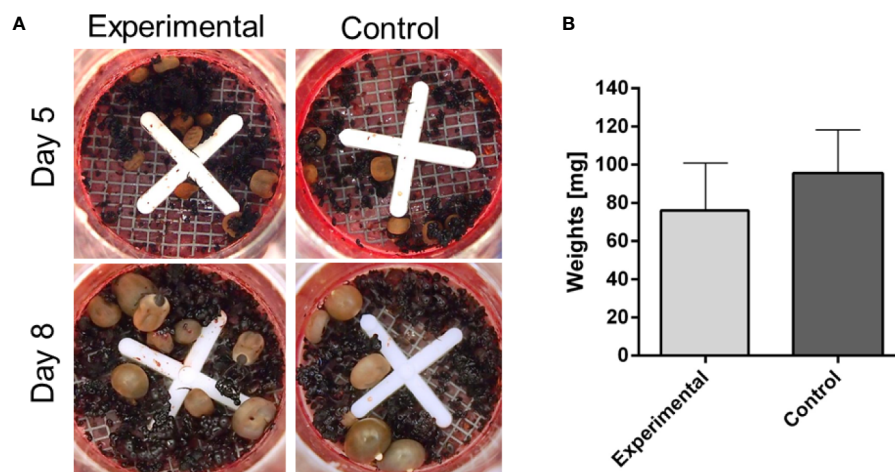 A
Experimental
Control
Day 5
Day 8
B
Weights [mg]
140
120
100
80
60
40
20
0
Experimental
Control